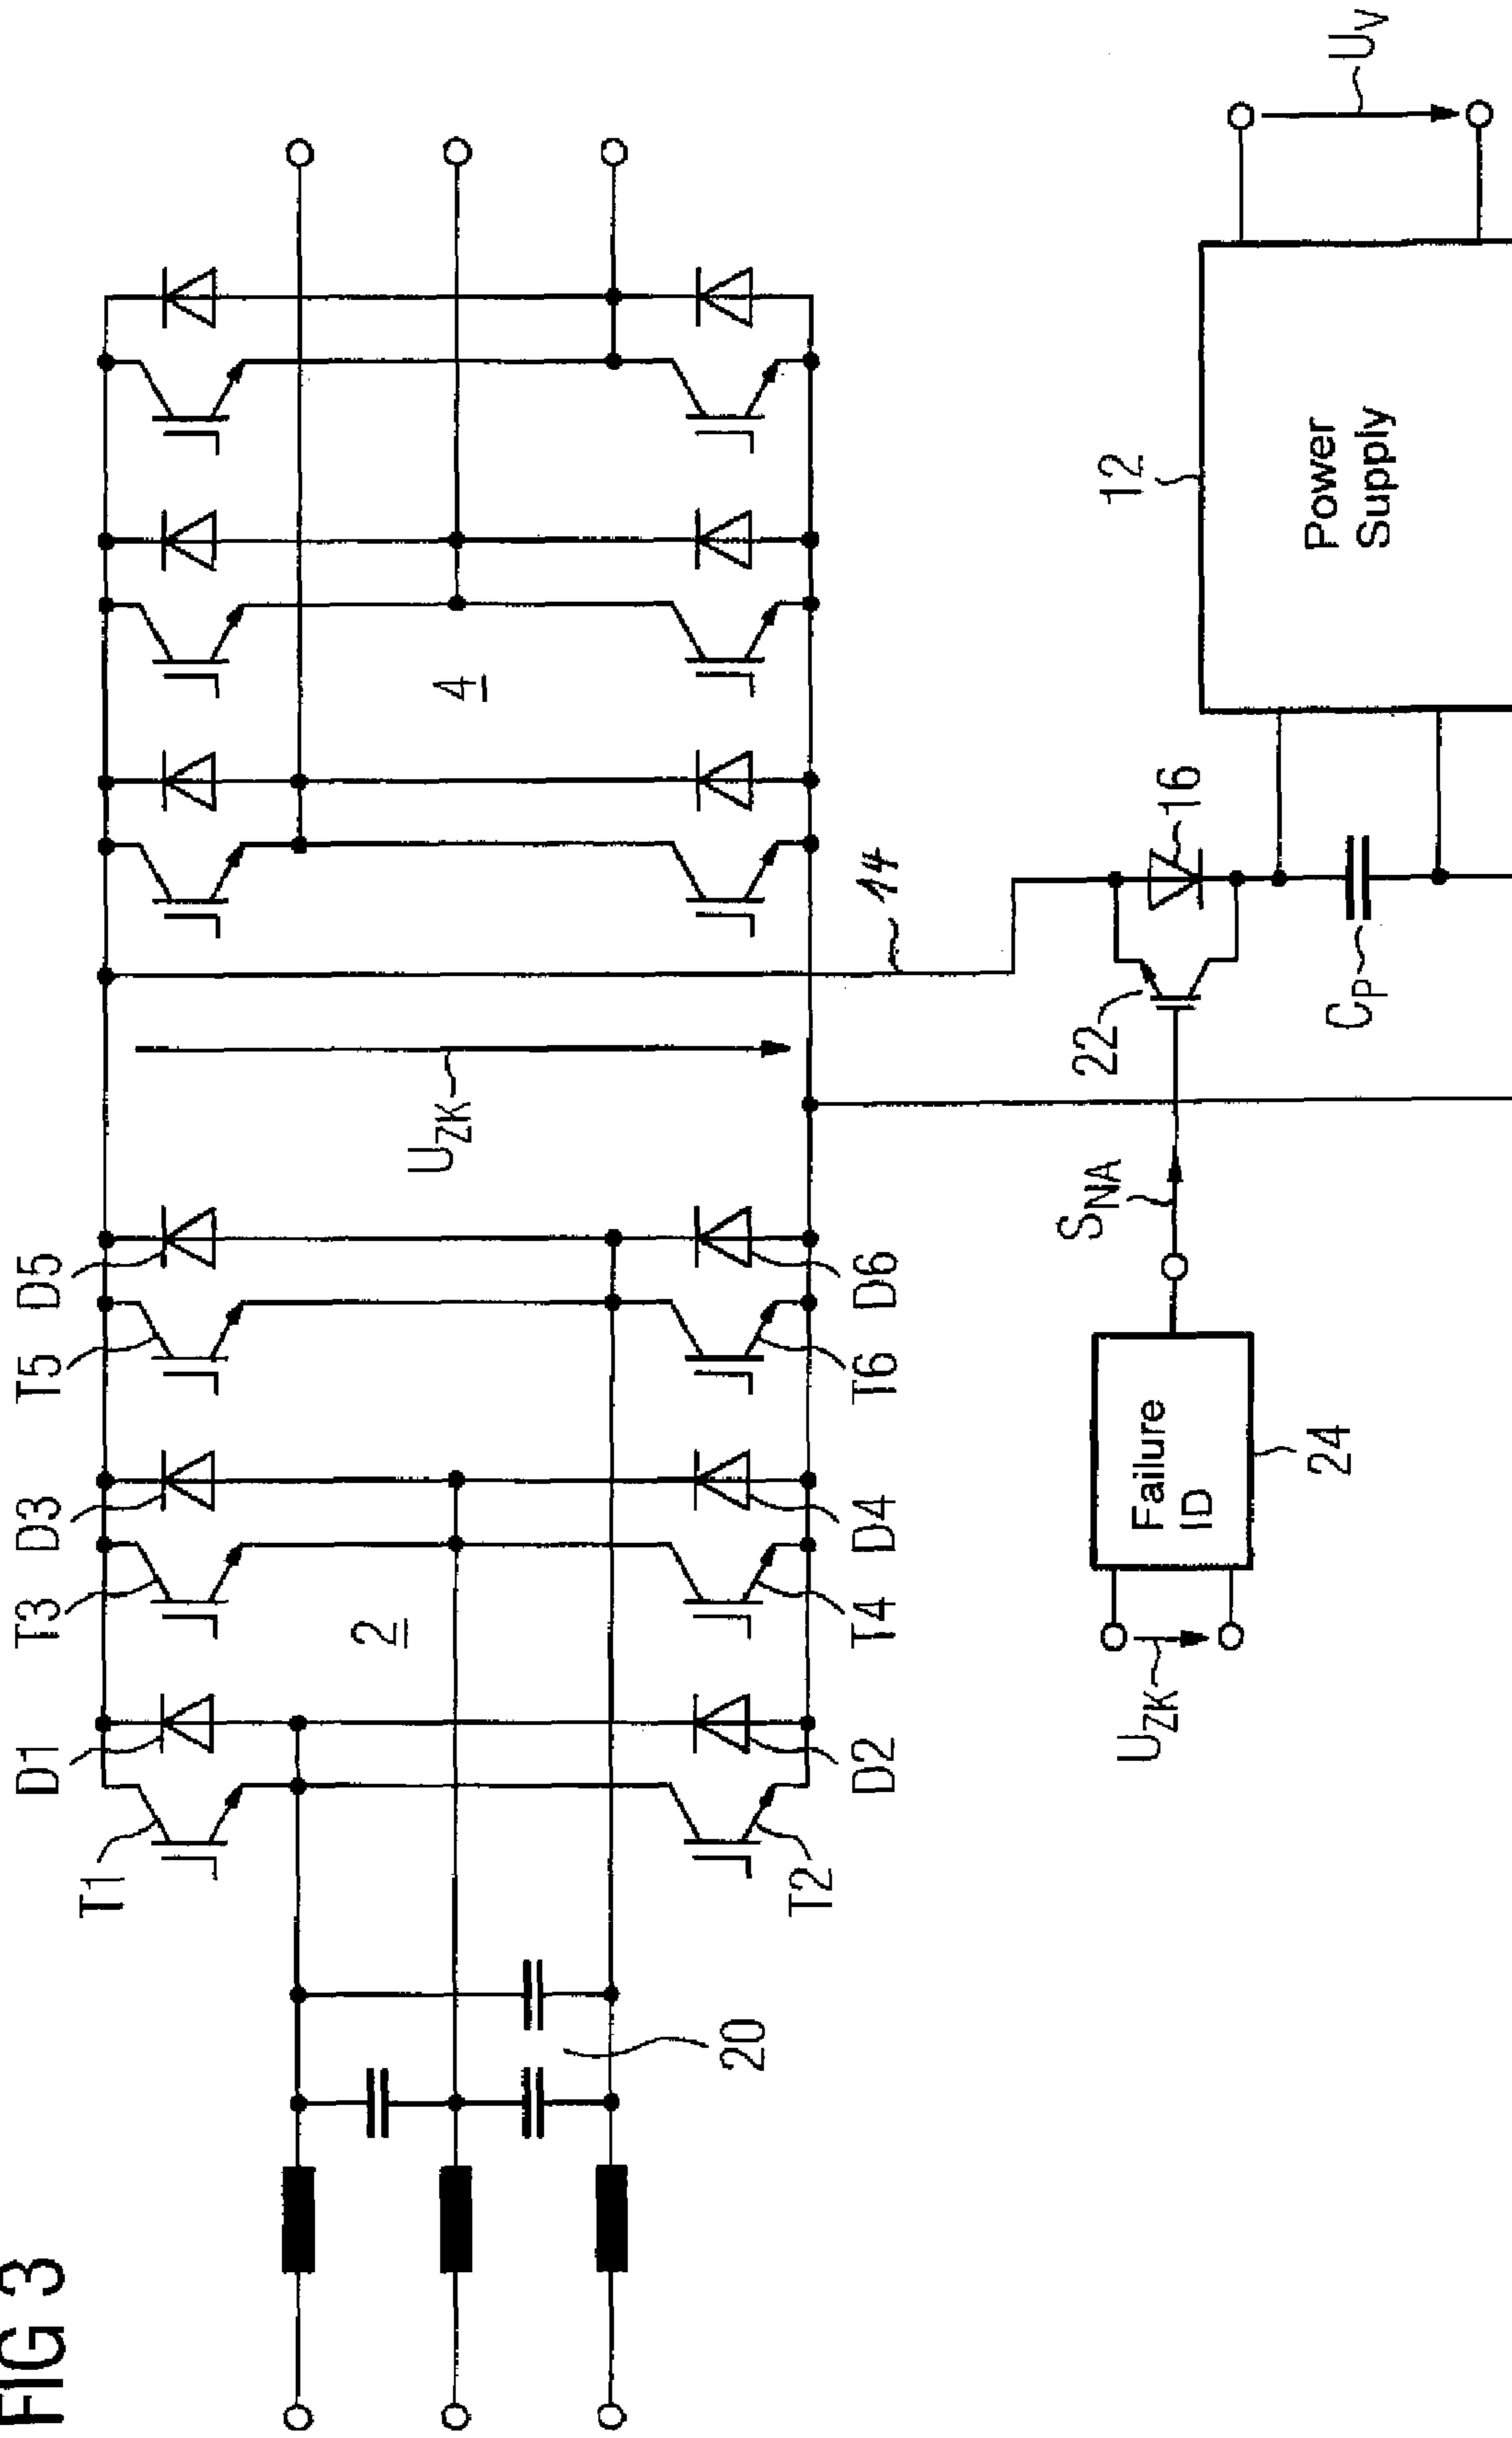 FIG 3
T1
D1
T3
D3
T5
D5
2
4
U_ZK
T2
D2
T4
D4
T6
D6
20
14
U_ZK
Failure
ID
24
S_NA
22
16
C_P
12
Power
Supply
U_V